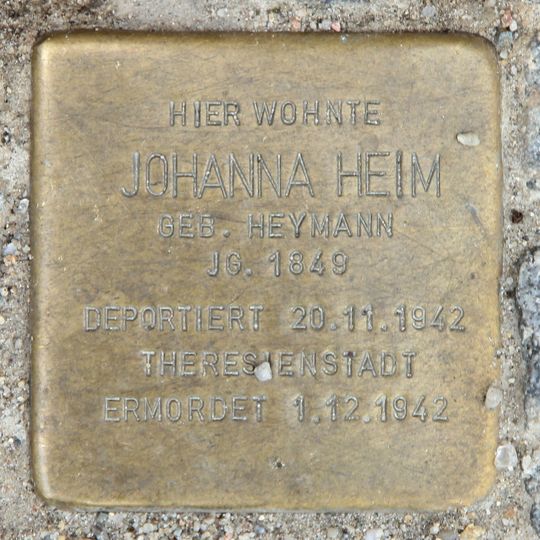 HIER WOHNTE
JOHANNA HEIM
GEB. HEYMANN
JG. 1849
DEPORTIERT 20.11.1942
THERESIENSTADT
ERMORDET 1.12.1942